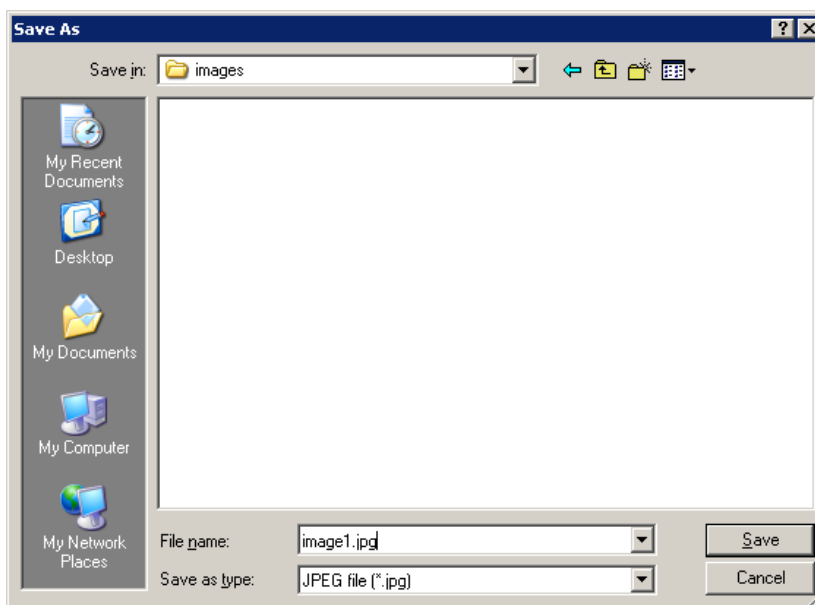 Save As
Save in:
images
My Recent
Documents
Desktop
My Documents
My Computer
My Network
Places
File name:
image1.jpg
Save
Save as type:
JPEG file (*.jpg)
Cancel